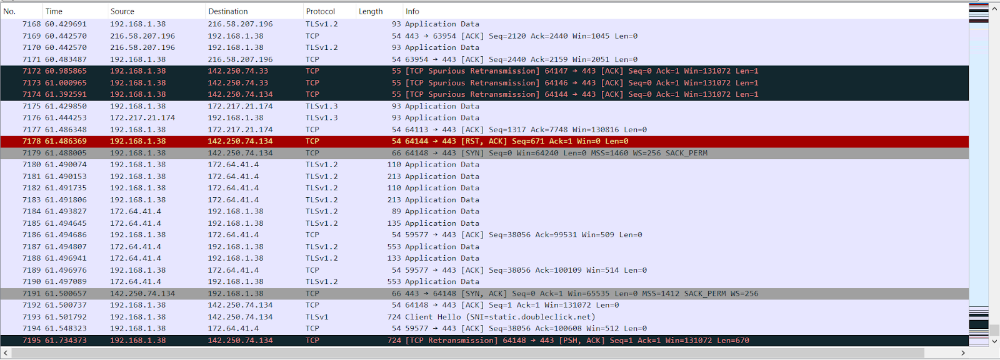 No. Time Source Destination Protocol Length Info
7168 60.429691 192.168.1.38 216.58.207.196 TLSv1.2 93 Application Data
7169 60.442570 216.58.207.196 192.168.1.38 TCP 54 443 → 63954 [ACK] Seq=2120 Ack=2440 Win=1045 Len=0
7170 60.442570 216.58.207.196 192.168.1.38 TLSv1.2 93 Application Data
7171 60.483487 192.168.1.38 216.58.207.196 TCP 54 63954 → 443 [ACK] Seq=2440 Ack=2159 Win=2051 Len=0
7172 60.985865 192.168.1.38 142.250.74.33 TCP 55 [TCP Spurious Retransmission] 64147 → 443 [ACK] Seq=0 Ack=1 Win=131072 Len=1
7173 61.000965 192.168.1.38 142.250.74.33 TCP 55 [TCP Spurious Retransmission] 64146 → 443 [ACK] Seq=0 Ack=1 Win=131072 Len=1
7174 61.392591 192.168.1.38 142.250.74.134 TCP 55 [TCP Spurious Retransmission] 64144 → 443 [ACK] Seq=0 Ack=1 Win=131072 Len=1
7175 61.429850 192.168.1.38 172.217.21.174 TLSv1.3 93 Application Data
7176 61.444253 172.217.21.174 192.168.1.38 TLSv1.3 93 Application Data
7177 61.486348 192.168.1.38 172.217.21.174 TCP 54 64113 → 443 [ACK] Seq=1317 Ack=7748 Win=130816 Len=0
7178 61.486369 192.168.1.38 142.250.74.134 TCP 54 64144 → 443 [RST, ACK] Seq=671 Ack=1 Win=0 Len=0
7179 61.488005 192.168.1.38 142.250.74.134 TCP 66 64148 → 443 [SYN] Seq=0 Win=64240 Len=0 MSS=1460 WS=256 SACK_PERM
7180 61.490074 192.168.1.38 172.64.41.4 TLSv1.2 110 Application Data
7181 61.490153 192.168.1.38 172.64.41.4 TLSv1.2 213 Application Data
7182 61.491735 192.168.1.38 172.64.41.4 TLSv1.2 110 Application Data
7183 61.491806 192.168.1.38 172.64.41.4 TLSv1.2 213 Application Data
7184 61.493827 172.64.41.4 192.168.1.38 TLSv1.2 89 Application Data
7185 61.494645 172.64.41.4 192.168.1.38 TLSv1.2 135 Application Data
7186 61.494686 192.168.1.38 172.64.41.4 TCP 54 59577 → 443 [ACK] Seq=38056 Ack=99531 Win=509 Len=0
7187 61.494807 172.64.41.4 192.168.1.38 TLSv1.2 553 Application Data
7188 61.496941 172.64.41.4 192.168.1.38 TLSv1.2 133 Application Data
7189 61.496976 192.168.1.38 172.64.41.4 TCP 54 59577 → 443 [ACK] Seq=38056 Ack=100109 Win=514 Len=0
7190 61.497089 172.64.41.4 192.168.1.38 TLSv1.2 553 Application Data
7191 61.500657 142.250.74.134 192.168.1.38 TCP 66 443 → 64148 [SYN, ACK] Seq=0 Ack=1 Win=65535 Len=0 MSS=1412 SACK_PERM WS=256
7192 61.500737 192.168.1.38 142.250.74.134 TCP 54 64148 → 443 [ACK] Seq=1 Ack=1 Win=131072 Len=0
7193 61.501792 192.168.1.38 142.250.74.134 TLSv1 724 Client Hello (SNI=static.doubleclick.net)
7194 61.548323 192.168.1.38 172.64.41.4 TCP 54 59577 → 443 [ACK] Seq=38056 Ack=100608 Win=512 Len=0
7195 61.734373 192.168.1.38 142.250.74.134 TCP 724 [TCP Retransmission] 64148 → 443 [PSH, ACK] Seq=1 Ack=1 Win=131072 Len=670